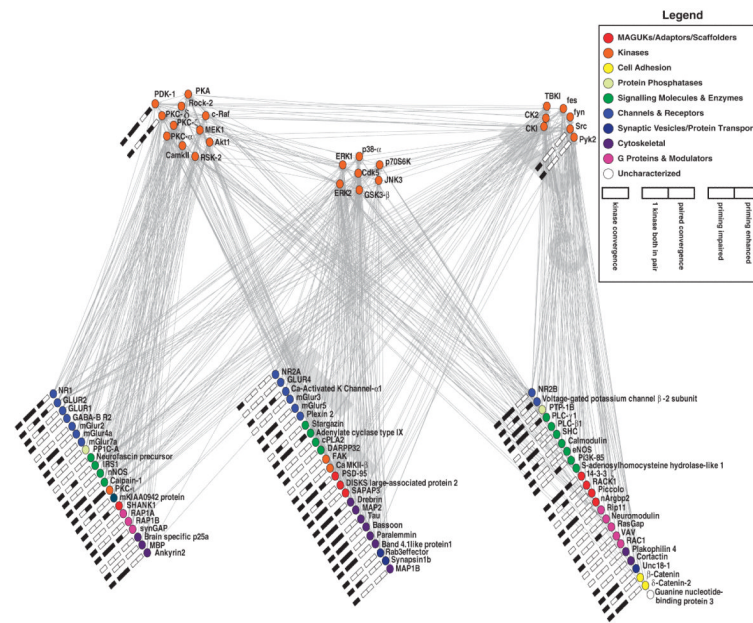 Legend
MAGUKs/Adaptors/Scaffolders
Kinases
Cell Adhesion
Protein Phosphatases
Signalling Molecules & Enzymes
Channels & Receptors
Synaptic Vesicles/Protein Transport
Cytoskeletal
G Proteins & Modulators
Uncharacterized
kinase convergence
1 kinase both in pair
paired convergence
priming impaired
priming enhanced
PDK-1
PKA
Rock-2
PKC-δ
c-Raf
PKC-
MEK1
PKC-α
Akt1
CamkII
RSK-2
p38-α
ERK1
p70S6K
Cdk5
JNK3
ERK2
GSK3-β
TBKI
fes
CK2
fyn
CKI
Src
Pyk2
NR1
GLUR2
GLUR1
GABA-B R2
mGlur2
mGlur4a
mGlur7a
PP1C-A
Neurofascin precursor
IRS1
nNOS
Calpain-1
PKC-
mKIAA0942 protein
SHANK1
RAP1A
RAP1B
synGAP
Brain specific p25a
MBP
Ankyrin2
NR2A
GLUR4
Ca-Activated K Channel-α1
mGlur3
mGlur5
Plexin 2
Stargazin
Adenylate cyclase type IX
cPLA2
DARPP32
FAK
CaMKII-β
PSD-95
DISKS large-associated protein 2
SAPAP3
Drebrin
MAP2
Tau
Bassoon
Paralemmin
Band 4.1like protein1
Rab3effector
Synapsin1b
MAP1B
NR2B
Voltage-gated potassium channel β-2 subunit
PTP-1B
PLC-γ1
PLC-β1
SHC
Calmodulin
eNOS
PI3K-85
S-adenosylhomocysteine hydrolase-like 1
14-3-3
RACK1
Piccolo
nArgbp2
Rip11
Neuromodulin
RasGap
VAV
RAC1
Plakophilin 4
Cortactin
Unc18-1
β-Catenin
δ-Catenin-2
Guanine nucleotide-
binding protein 3